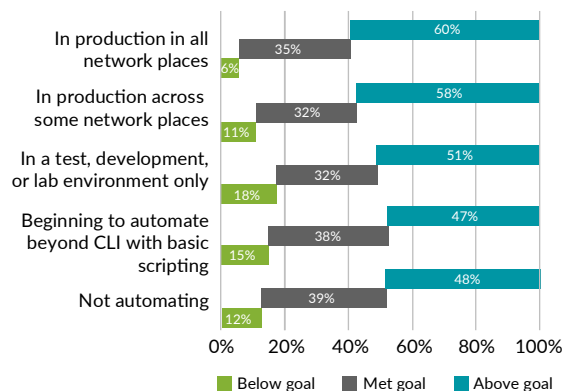 In production in all
network places
60%
35%
6%
In production across
some network places
58%
32%
11%
In a test, development,
or lab environment only
51%
32%
18%
Beginning to automate
beyond CLI with basic
scripting
47%
38%
15%
Not automating
48%
39%
12%
0% 20% 40% 60% 80% 100%
Below goal Met goal Above goal